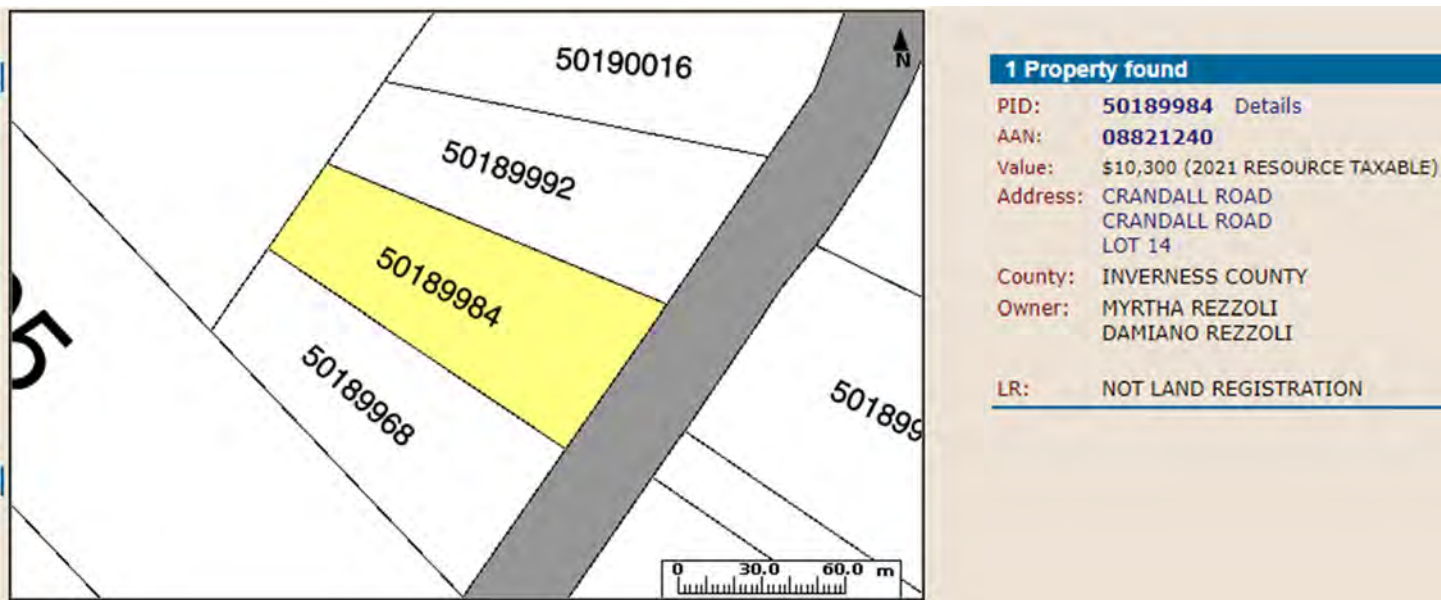 50190016
N
50189992
50189984
50189968
0 30.0 60.0 m
1 Property found
PID: 50189984 Details
AAN: 08821240
Value: $10,300 (2021 RESOURCE TAXABLE)
Address: CRANDALL ROAD
CRANDALL ROAD
LOT 14
County: INVERNESS COUNTY
Owner: MYRTHA REZZOLI
DAMIANO REZZOLI
LR: NOT LAND REGISTRATION